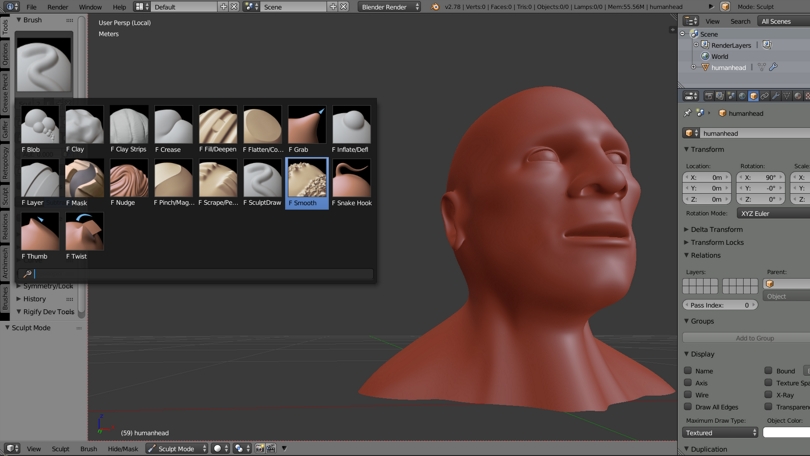 File Render Window Help Default Scene Blender Render v2.78 | Verts:0 | Faces:0 | Tris:0 | Objects:0/0 | Lamps:0/0 | Mem:55.56M | humanhead Mode: Sculpt
Brush
User Persp (Local)
Meters
View Search All Scenes
Scene
RenderLayers
World
humanhead
Tools
Options
Grease Pencil
Gaffer
Retopology
Sculpt
Relations
Archimesh
Brushes
F Blob F Clay F Clay Strips F Crease F Fill/Deepen F Flatten/Co... F Grab F Inflate/Defl
F Layer F Mask F Nudge F Pinch/Mag... F Scrape/Pe... F SculptDraw F Smooth F Snake Hook
F Thumb F Twist
Symmetry/Lock
History
Rigify Dev Tools
Sculpt Mode
humanhead
humanhead
Transform
Location: Rotation: Scale:
X: 0m X: 90°
Y: 0m Y: -0°
Z: 0m Z: 0°
Rotation Mode: XYZ Euler
Delta Transform
Transform Locks
Relations
Layers: Parent:
Object
Pass Index: 0
Groups
Add to Group
Display
Name Bound
Axis Texture Spa
Wire X-Ray
Draw All Edges Transparenc
Maximum Draw Type: Object Color:
Textured
Duplication
(59) humanhead
View Sculpt Brush Hide/Mask Sculpt Mode